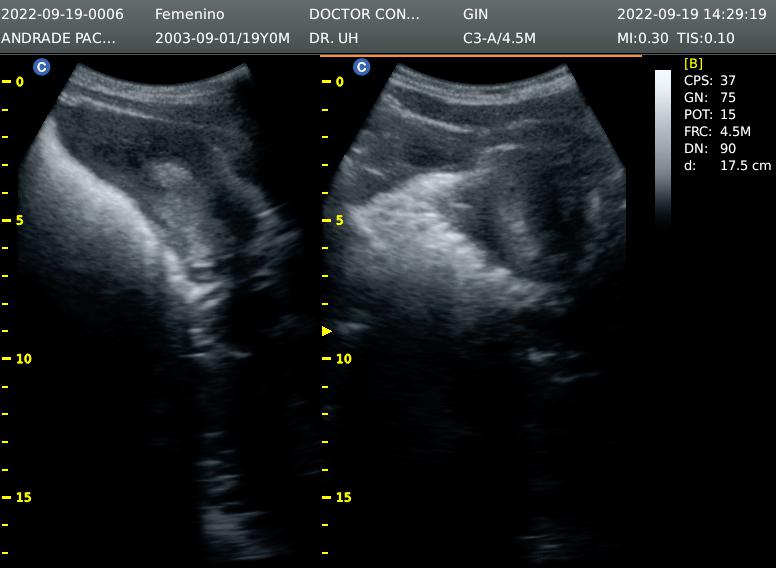 2022-09-19-0006 Femenino DOCTOR CON... GIN 2022-09-19 14:29:19
ANDRADE PAC... 2003-09-01/19Y0M DR. UH C3-A/4.5M MI:0.30 TIS:0.10
C C [B]
0 0 CPS: 37
GN: 75
POT: 15
FRC: 4.5M
DN: 90
d: 17.5 cm
5 5
10 10
15 15